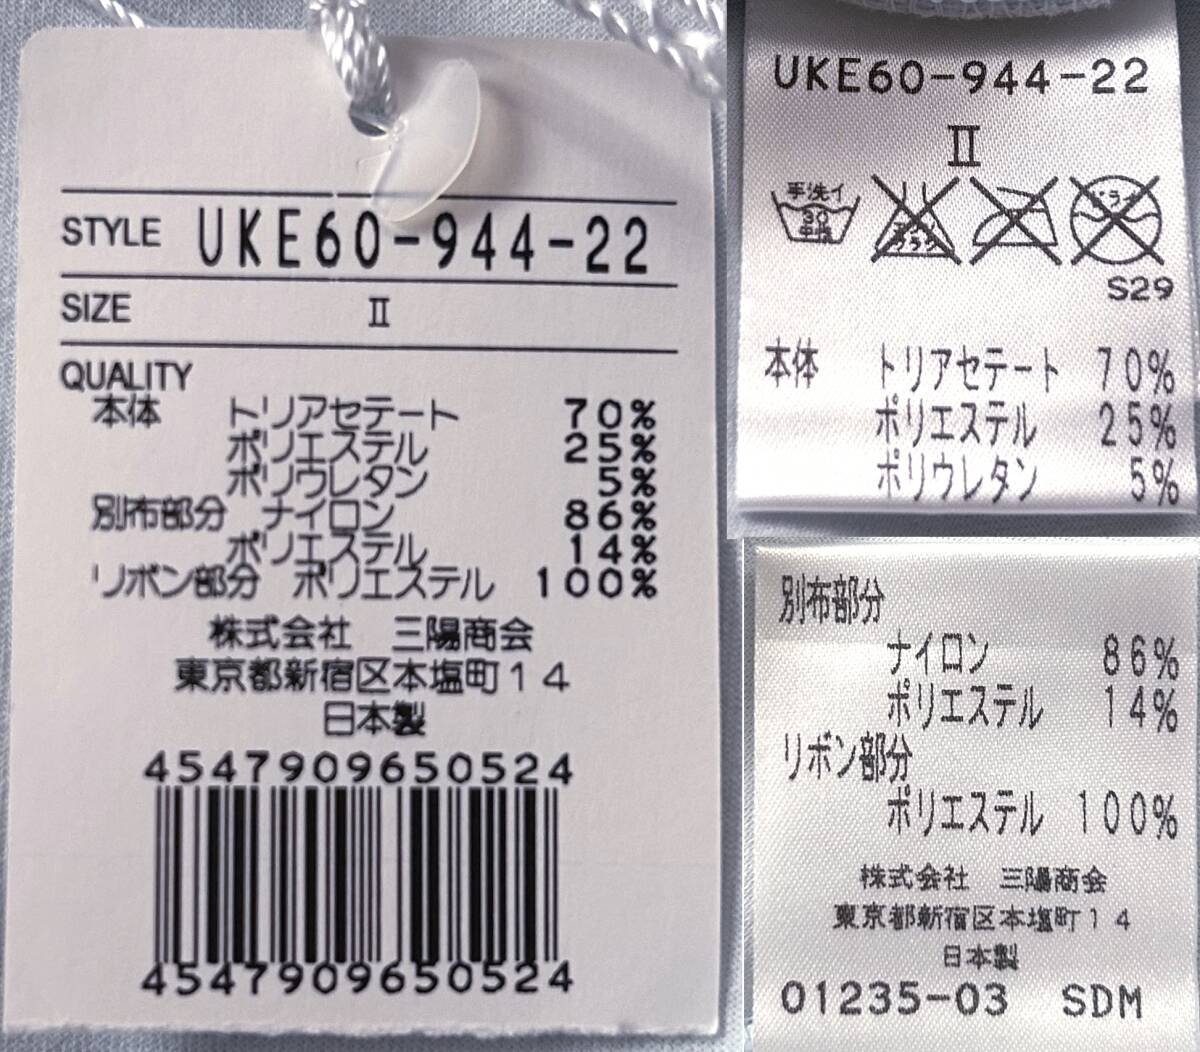 STYLE UKE60-944-22
SIZE Ⅱ
QUALITY
本体 トリアセテート 70%
ポリエステル 25%
ポリウレタン 5%
別布部分 ナイロン 86%
ポリエステル 14%
リボン部分 ポリエステル 100%
株式会社 三陽商会
東京都新宿区本塩町14
日本製
4547909650524
4547909650524
UKE60-944-22
Ⅱ
手洗イ
30
中性
エンソ
サラシ
ドライ
S29
本体 トリアセテート 70%
ポリエステル 25%
ポリウレタン 5%
別布部分
ナイロン 86%
ポリエステル 14%
リボン部分
ポリエステル 100%
株式会社 三陽商会
東京都新宿区本塩町14
日本製
01235-03 SDM